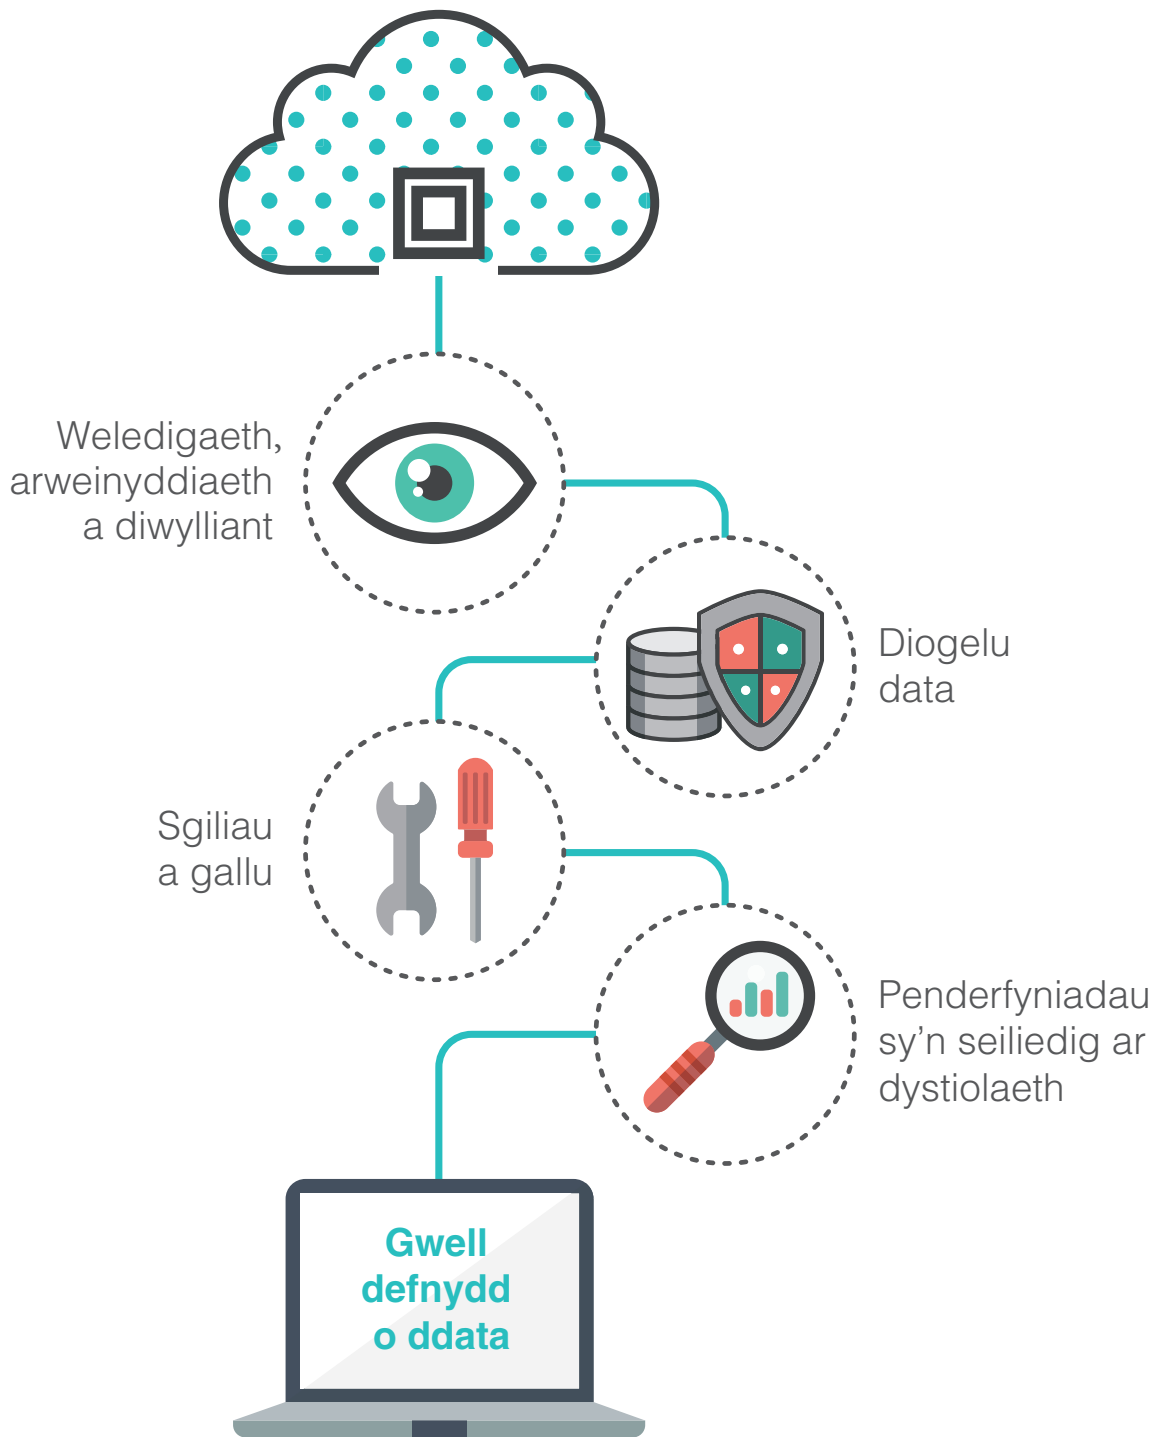 Weledigaeth,
arweinyddiaeth
a diwylliant
Diogelu
data
Sgiliau
a gallu
Penderfyniadau
sy’n seiliedig ar
dystiolaeth
Gwell
defnydd
o ddata